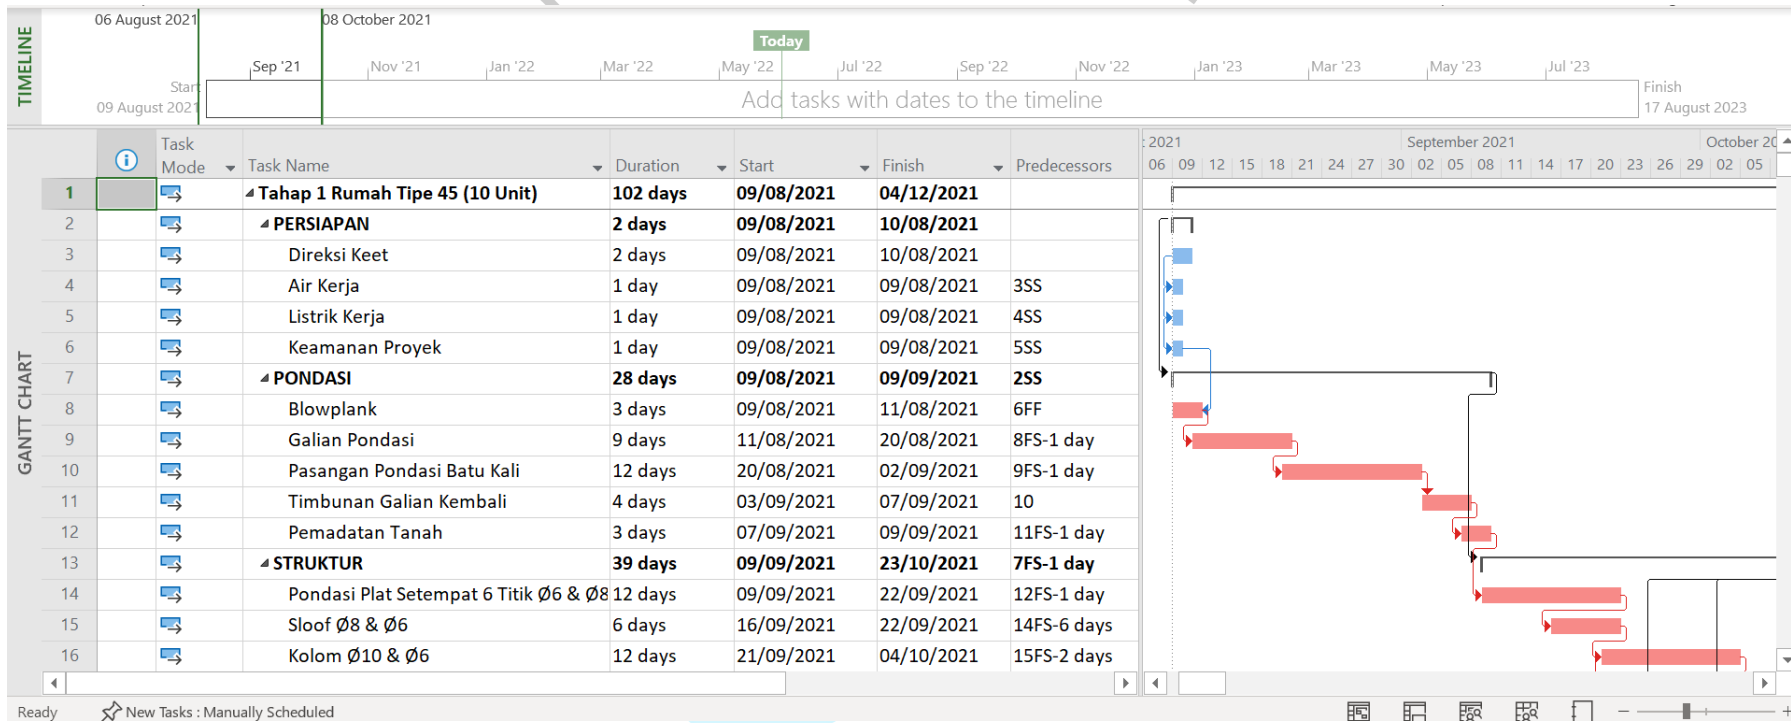 06 August 2021
08 October 2021
TIMELINE
Today
Sep '21 Nov '21 Jan '22 Mar '22 May '22 Jul '22 Sep '22 Nov '22 Jan '23 Mar '23 May '23 Jul '23
Start
09 August 2021
Add tasks with dates to the timeline
Finish
17 August 2023
GANTT CHART
Task Mode Task Name Duration Start Finish Predecessors
2021 September 2021 October 20
06 09 12 15 18 21 24 27 30 02 05 08 11 14 17 20 23 26 29 02 05
1 Tahap 1 Rumah Tipe 45 (10 Unit) 102 days 09/08/2021 04/12/2021
2 PERSIAPAN 2 days 09/08/2021 10/08/2021
3 Direksi Keet 2 days 09/08/2021 10/08/2021
4 Air Kerja 1 day 09/08/2021 09/08/2021 3SS
5 Listrik Kerja 1 day 09/08/2021 09/08/2021 4SS
6 Keamanan Proyek 1 day 09/08/2021 09/08/2021 5SS
7 PONDASI 28 days 09/08/2021 09/09/2021 2SS
8 Blowplank 3 days 09/08/2021 11/08/2021 6FF
9 Galian Pondasi 9 days 11/08/2021 20/08/2021 8FS-1 day
10 Pasangan Pondasi Batu Kali 12 days 20/08/2021 02/09/2021 9FS-1 day
11 Timbunan Galian Kembali 4 days 03/09/2021 07/09/2021 10
12 Pemadatan Tanah 3 days 07/09/2021 09/09/2021 11FS-1 day
13 STRUKTUR 39 days 09/09/2021 23/10/2021 7FS-1 day
14 Pondasi Plat Setempat 6 Titik Ø6 & Ø8 12 days 09/09/2021 22/09/2021 12FS-1 day
15 Sloof Ø8 & Ø6 6 days 16/09/2021 22/09/2021 14FS-6 days
16 Kolom Ø10 & Ø6 12 days 21/09/2021 04/10/2021 15FS-2 days
Ready New Tasks : Manually Scheduled